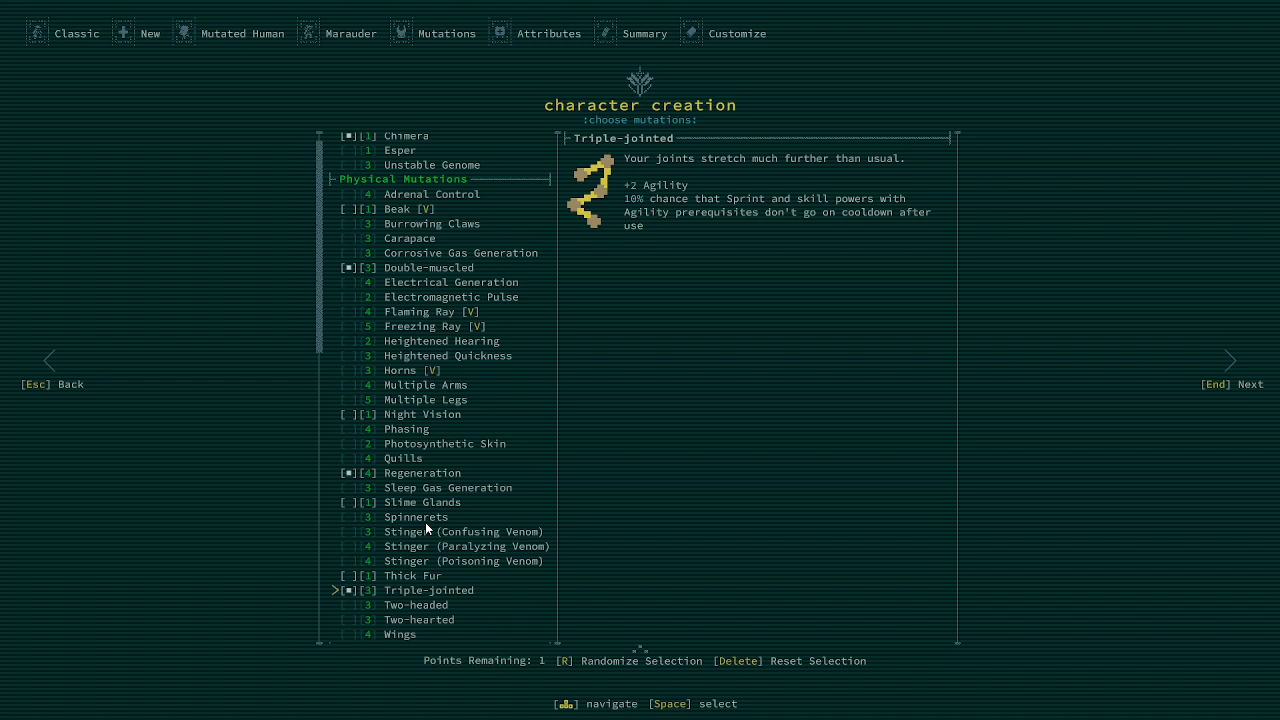 Classic New Mutated Human Marauder Mutations Attributes Summary Customize
character creation
:choose mutations:
[■][1] Chimera
[ ][1] Esper
[ ][3] Unstable Genome
Physical Mutations
[ ][4] Adrenal Control
[ ][1] Beak [V]
[ ][3] Burrowing Claws
[ ][3] Carapace
[ ][3] Corrosive Gas Generation
[■][3] Double-muscled
[ ][4] Electrical Generation
[ ][2] Electromagnetic Pulse
[ ][4] Flaming Ray [V]
[ ][5] Freezing Ray [V]
[ ][2] Heightened Hearing
[ ][3] Heightened Quickness
[ ][3] Horns [V]
[ ][4] Multiple Arms
[ ][5] Multiple Legs
[ ][1] Night Vision
[ ][4] Phasing
[ ][2] Photosynthetic Skin
[ ][4] Quills
[■][4] Regeneration
[ ][3] Sleep Gas Generation
[ ][1] Slime Glands
[ ][3] Spinnerets
[ ][3] Stinger (Confusing Venom)
[ ][4] Stinger (Paralyzing Venom)
[ ][4] Stinger (Poisoning Venom)
[ ][1] Thick Fur
>[■][3] Triple-jointed
[ ][3] Two-headed
[ ][3] Two-hearted
[ ][4] Wings
Triple-jointed
Your joints stretch much further than usual.
+2 Agility
10% chance that Sprint and skill powers with
Agility prerequisites don't go on cooldown after
use
[Esc] Back
[End] Next
Points Remaining: 1 [R] Randomize Selection [Delete] Reset Selection
navigate [Space] select